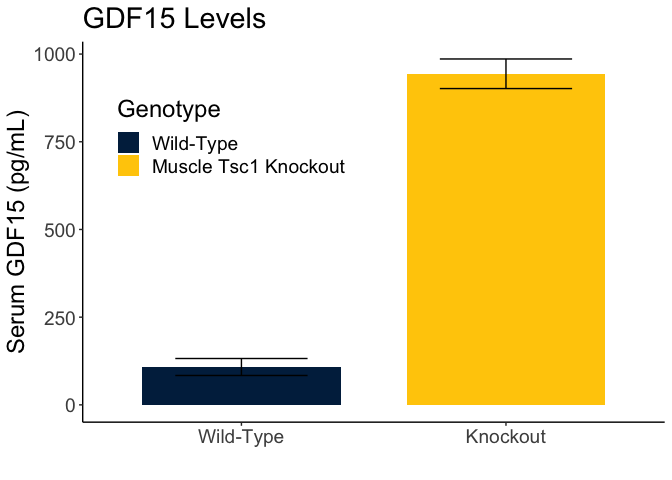 GDF15 Levels
Serum GDF15 (pg/mL)
1000
750
500
250
0
Genotype
Wild-Type
Muscle Tsc1 Knockout
Wild-Type
Knockout